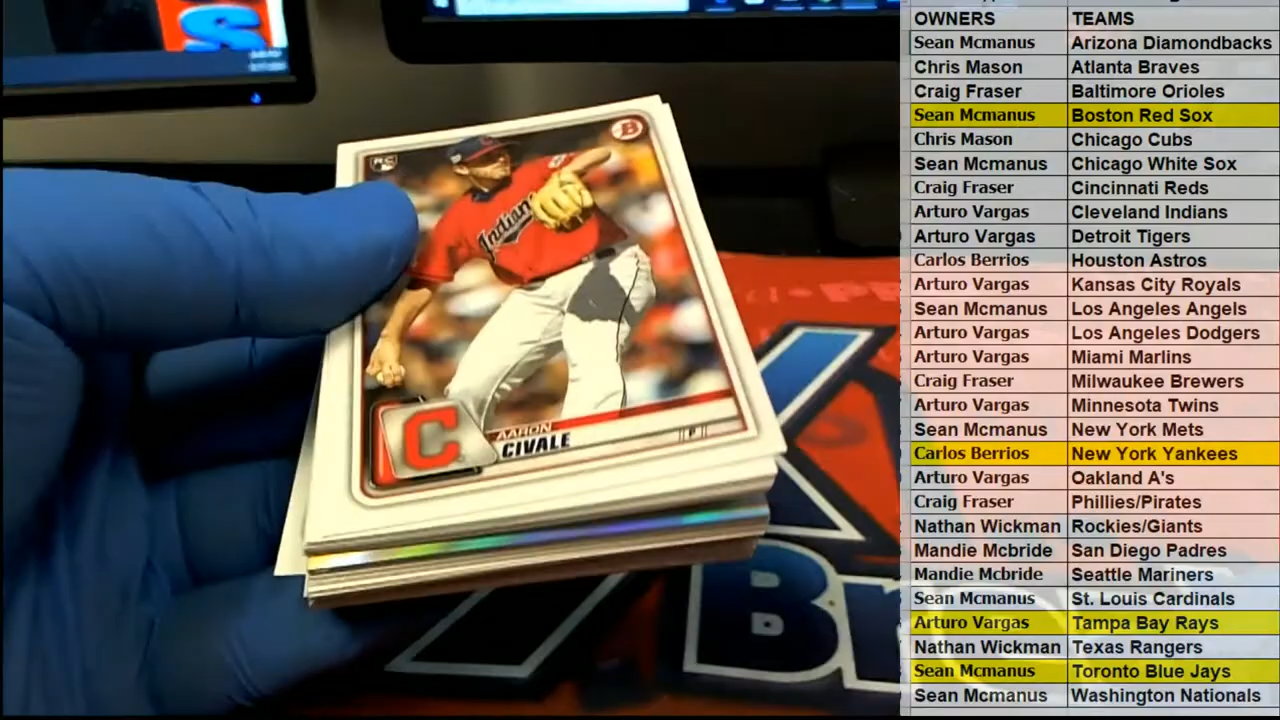 OWNERS TEAMS
Sean Mcmanus Arizona Diamondbacks
Chris Mason Atlanta Braves
Craig Fraser Baltimore Orioles
Sean Mcmanus Boston Red Sox
Chris Mason Chicago Cubs
Sean Mcmanus Chicago White Sox
Craig Fraser Cincinnati Reds
Arturo Vargas Cleveland Indians
Arturo Vargas Detroit Tigers
Carlos Berrios Houston Astros
Arturo Vargas Kansas City Royals
Sean Mcmanus Los Angeles Angels
Arturo Vargas Los Angeles Dodgers
Arturo Vargas Miami Marlins
Craig Fraser Milwaukee Brewers
Arturo Vargas Minnesota Twins
Sean Mcmanus New York Mets
Carlos Berrios New York Yankees
Arturo Vargas Oakland A's
Craig Fraser Phillies/Pirates
Nathan Wickman Rockies/Giants
Mandie Mcbride San Diego Padres
Mandie Mcbride Seattle Mariners
Sean Mcmanus St. Louis Cardinals
Arturo Vargas Tampa Bay Rays
Nathan Wickman Texas Rangers
Sean Mcmanus Toronto Blue Jays
Sean Mcmanus Washington Nationals
S
RC
B
Indians
C
AARON
CIVALE
P
Br